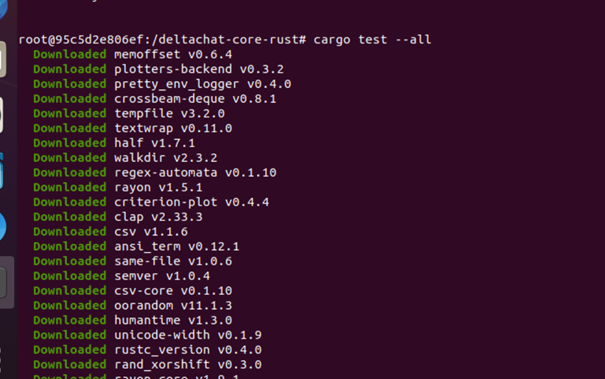 root@95c5d2e806ef:/deltachat-core-rust# cargo test --all
Downloaded memoffset v0.6.4
Downloaded plotters-backend v0.3.2
Downloaded pretty_env_logger v0.4.0
Downloaded crossbeam-deque v0.8.1
Downloaded tempfile v3.2.0
Downloaded textwrap v0.11.0
Downloaded half v1.7.1
Downloaded walkdir v2.3.2
Downloaded regex-automata v0.1.10
Downloaded rayon v1.5.1
Downloaded criterion-plot v0.4.4
Downloaded clap v2.33.3
Downloaded csv v1.1.6
Downloaded ansi_term v0.12.1
Downloaded same-file v1.0.6
Downloaded semver v1.0.4
Downloaded csv-core v0.1.10
Downloaded oorandom v11.1.3
Downloaded humantime v1.3.0
Downloaded unicode-width v0.1.9
Downloaded rustc_version v0.4.0
Downloaded rand_xorshift v0.3.0
Downloaded rayon-core v1.9.1